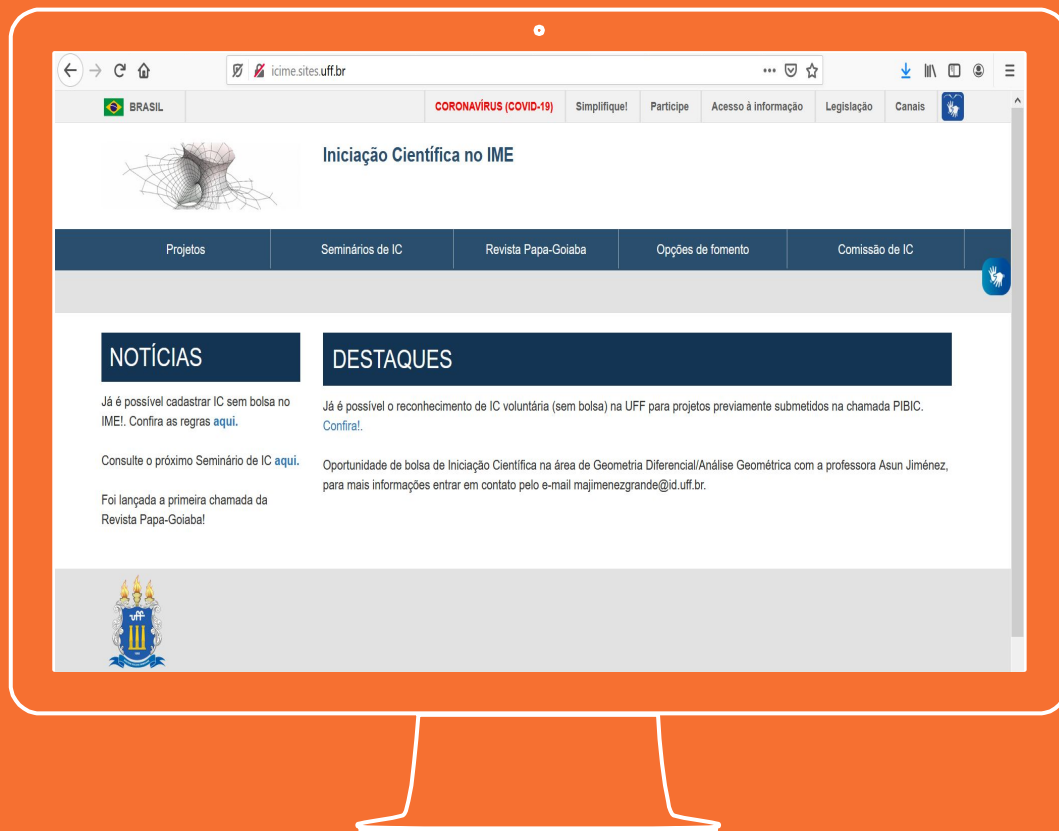 icime.sites.uff.br
BRASIL
CORONAVÍRUS (COVID-19)
Simplifique!
Participe
Acesso à informação
Legislação
Canais
Iniciação Científica no IME
Projetos
Seminários de IC
Revista Papa-Goiaba
Opções de fomento
Comissão de IC
NOTÍCIAS
Já é possível cadastrar IC sem bolsa no
IME!. Confira as regras aqui.
Consulte o próximo Seminário de IC aqui.
Foi lançada a primeira chamada da
Revista Papa-Goiaba!
DESTAQUES
Já é possível o reconhecimento de IC voluntária (sem bolsa) na UFF para projetos previamente submetidos na chamada PIBIC.
Confira!.
Oportunidade de bolsa de Iniciação Científica na área de Geometria Diferencial/Análise Geométrica com a professora Asun Jiménez,
para mais informações entrar em contato pelo e-mail majimenezgrande@id.uff.br.
uff